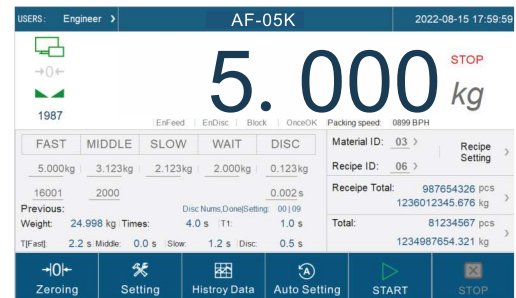 USERS: Engineer > AF-05K 2022-08-15 17:59:59
→0←
1987
5.000
STOP
kg
EnFeed | EnDisc | Block | OnceOK Packing speed: 0899 BPH
FAST MIDDLE SLOW WAIT DISC
5.000kg 3.123kg 2.123kg 2.000kg 0.123kg
16001 2000 0.002 s
Previous: Disc Nums,Done|Setting: 00|09
Weight: 24.998 kg Times: 4.0 s T1: 1.0 s
T[Fast]: 2.2 s Middle: 0.0 s Slow: 1.2 s Disc: 0.5 s
Material ID: 03 >
Recipe ID: 06 >
Recipe
Setting >
Receipe Total: 987654326 pcs
1236012345.676 kg >
Total: 81234567 pcs
1234987654.321 kg >
→0← Zeroing
Setting
Histroy Data
Auto Setting
START
STOP